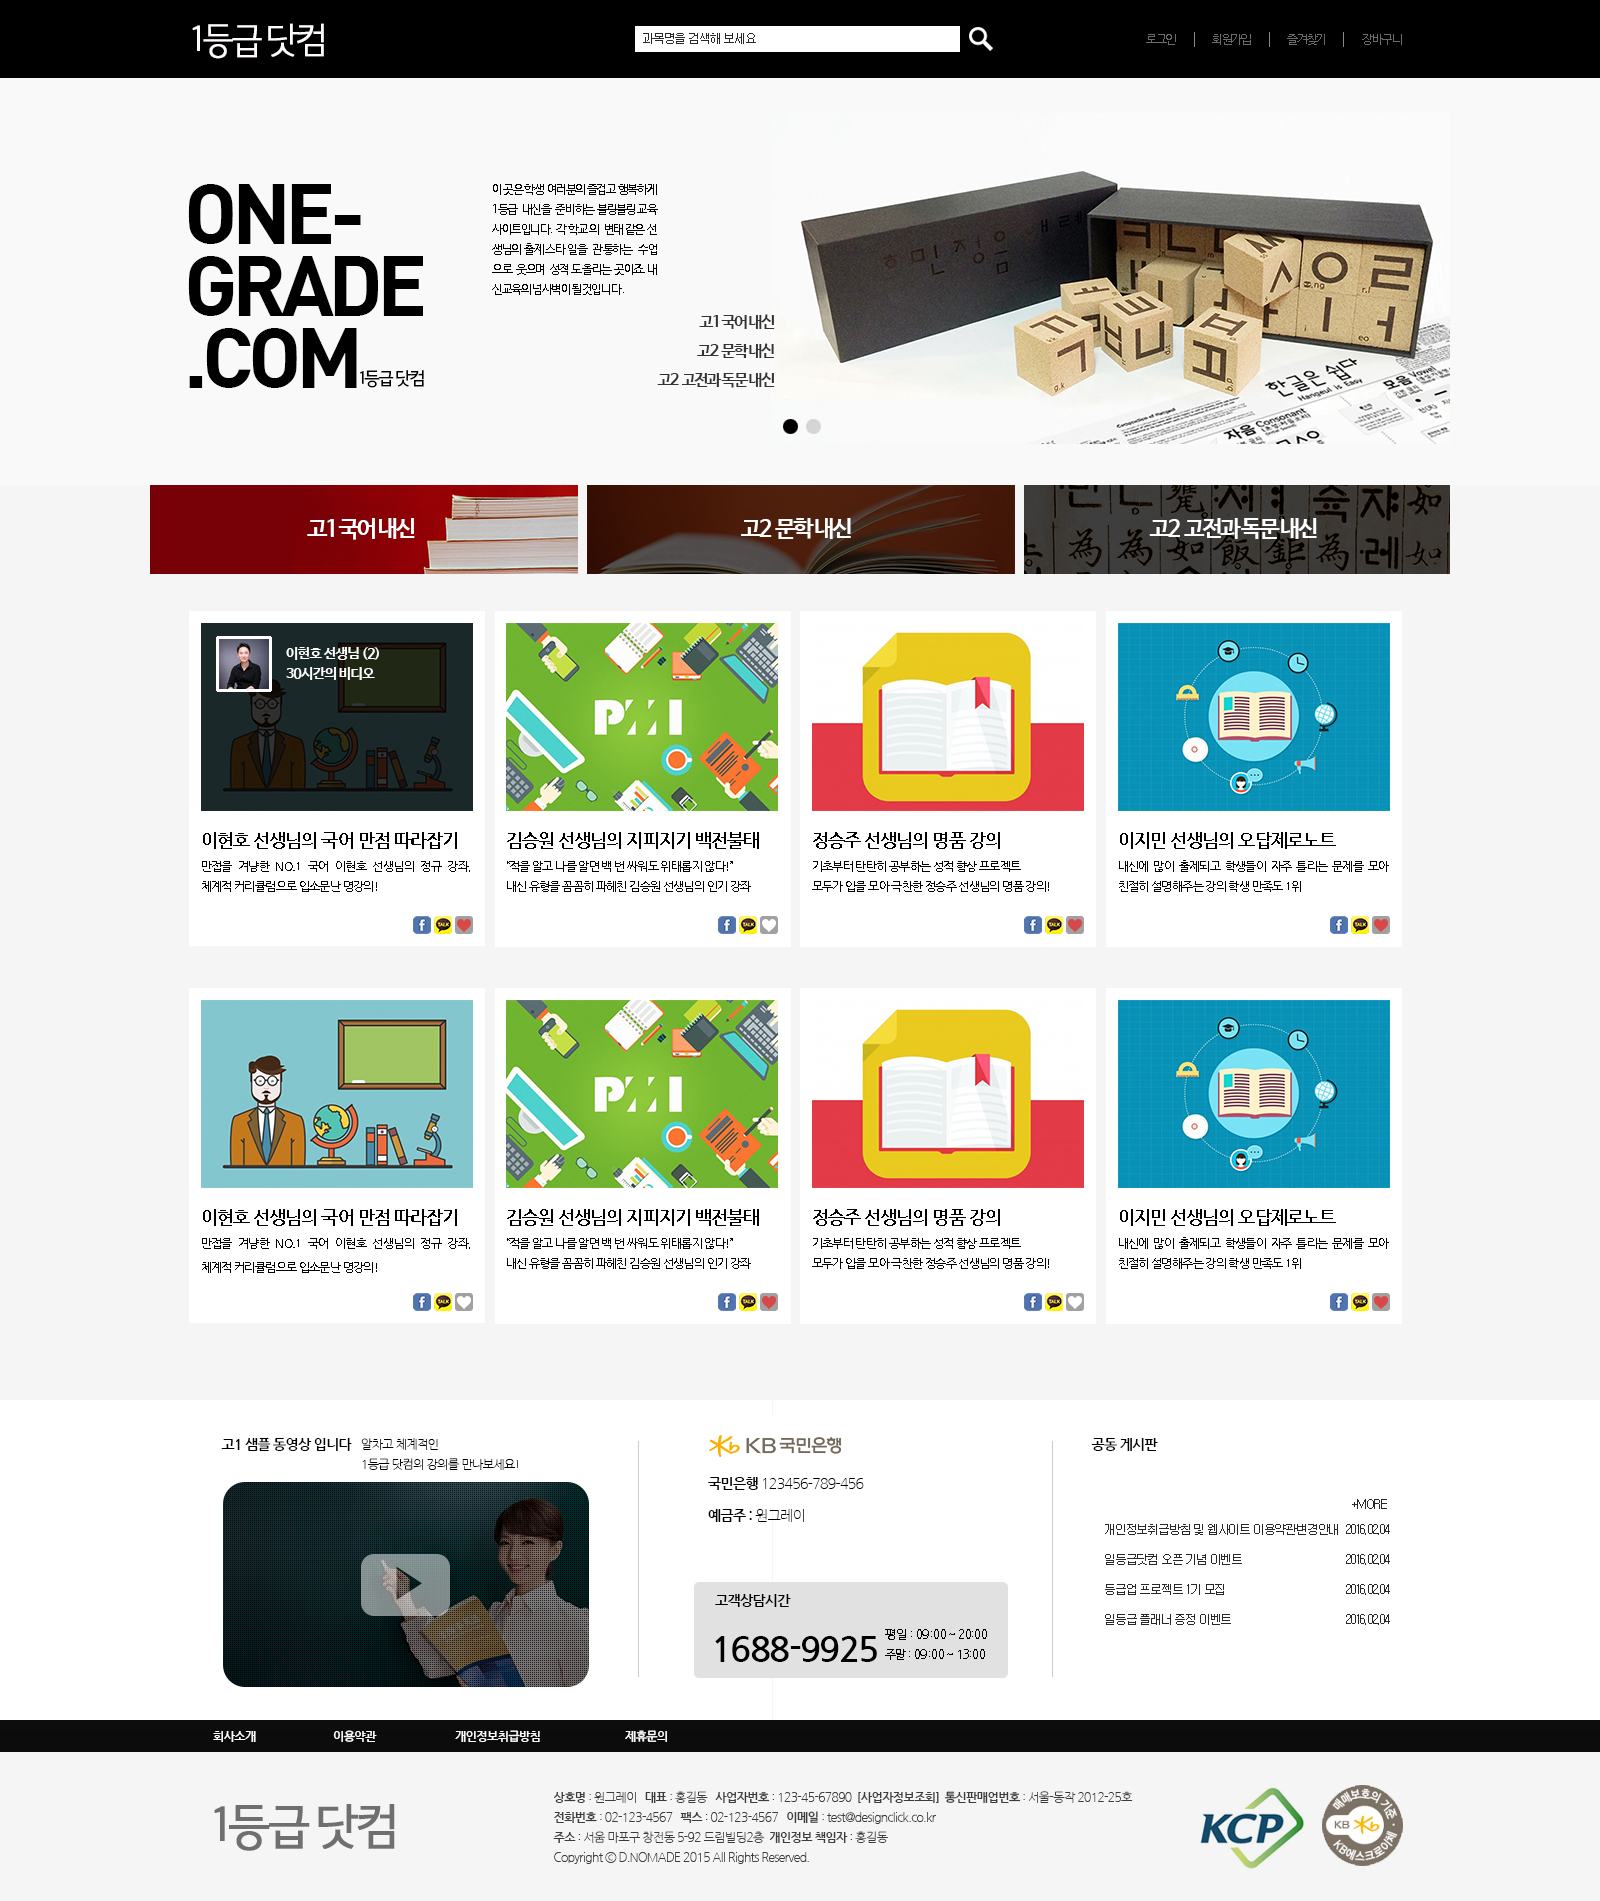 1등급 닷컴
과목명을 검색해 보세요
로그인
회원가입
즐겨찾기
장바구니
ONE-
GRADE
.COM 1등급 닷컴
이 곳은 학생 여러분의 즐겁고 행복하게
1등급 내신을 준비하는 블링블링 교육
사이트입니다. 각 학교의 변태 같은 선
생님의 출제스타일을 관통하는 수업
으로 웃으며 성적 도 올리는 곳이죠. 내
신교육의 넘사벽이 될 것입니다.
고1 국어내신
고2 문학내신
고2 고전과독문내신
한글은 쉽다
Hangeul is Easy
모음 Vowel
자음 Consonant
고1 국어내신
고2 문학내신
고2 고전과독문내신
이현호 선생님 (2)
30시간의 비디오
이현호 선생님의 국어 만점 따라잡기
만점을 겨냥한 NO.1 국어 이현호 선생님의 정규 강좌.
체계적 커리큘럼으로 입소문난 명강의!
PMI
김승원 선생님의 지피지기 백전불태
"적을 알고 나를 알면 백 번 싸워도 위태롭지 않다!"
내신 유형을 꼼꼼히 파헤친 김승원 선생님의 인기 강좌
정승주 선생님의 명품 강의
기초부터 탄탄히 공부하는 성적 향상 프로젝트
모두가 입을 모아 극찬한 정승주 선생님의 명품 강의!
이지민 선생님의 오답제로노트
내신에 많이 출제되고 학생들이 자주 틀리는 문제를 모아
친절히 설명해주는 강의 학생 만족도 1위
이현호 선생님의 국어 만점 따라잡기
만점을 겨냥한 NO.1 국어 이현호 선생님의 정규 강좌.
체계적 커리큘럼으로 입소문난 명강의!
PMI
김승원 선생님의 지피지기 백전불태
"적을 알고 나를 알면 백 번 싸워도 위태롭지 않다!"
내신 유형을 꼼꼼히 파헤친 김승원 선생님의 인기 강좌
정승주 선생님의 명품 강의
기초부터 탄탄히 공부하는 성적 향상 프로젝트
모두가 입을 모아 극찬한 정승주 선생님의 명품 강의!
이지민 선생님의 오답제로노트
내신에 많이 출제되고 학생들이 자주 틀리는 문제를 모아
친절히 설명해주는 강의 학생 만족도 1위
고1 샘플 동영상 입니다 알차고 체계적인
1등급 닷컴의 강의를 만나보세요!
KB 국민은행
국민은행 123456-789-456
예금주 : 원그레이
고객상담시간
1688-9925
평일 : 09:00 ~ 20:00
주말 : 09:00 ~ 13:00
공동 게시판
+MORE
개인정보취급방침 및 웹사이트 이용약관변경안내 2016.02.04
일등급닷컴 오픈 기념 이벤트 2016.02.04
등급업 프로젝트 1기 모집 2016.02.04
일등급 플래너 증정 이벤트 2016.02.04
회사소개
이용약관
개인정보취급방침
제휴문의
1등급 닷컴
상호명 : 원그레이 대표 : 홍길동 사업자번호 : 123-45-67890 [사업자정보조회] 통신판매업번호 : 서울-동작 2012-25호
전화번호 : 02-123-4567 팩스 : 02-123-4567 이메일 : test@designclick.co.kr
주소 : 서울 마포구 창전동 5-92 드림빌딩2층 개인정보 책임자 : 홍길동
Copyright ⓒ D.NOMADE 2015 All Rights Reserved.
KCP
매매보호의 기준
KB
KB에스크로이체